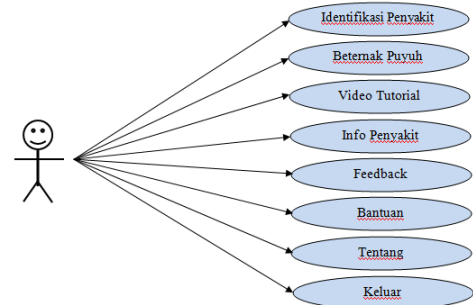 Identifikasi Penyakit
Beternak Puyuh
Video Tutorial
Info Penyakit
Feedback
Bantuan
Tentang
Keluar